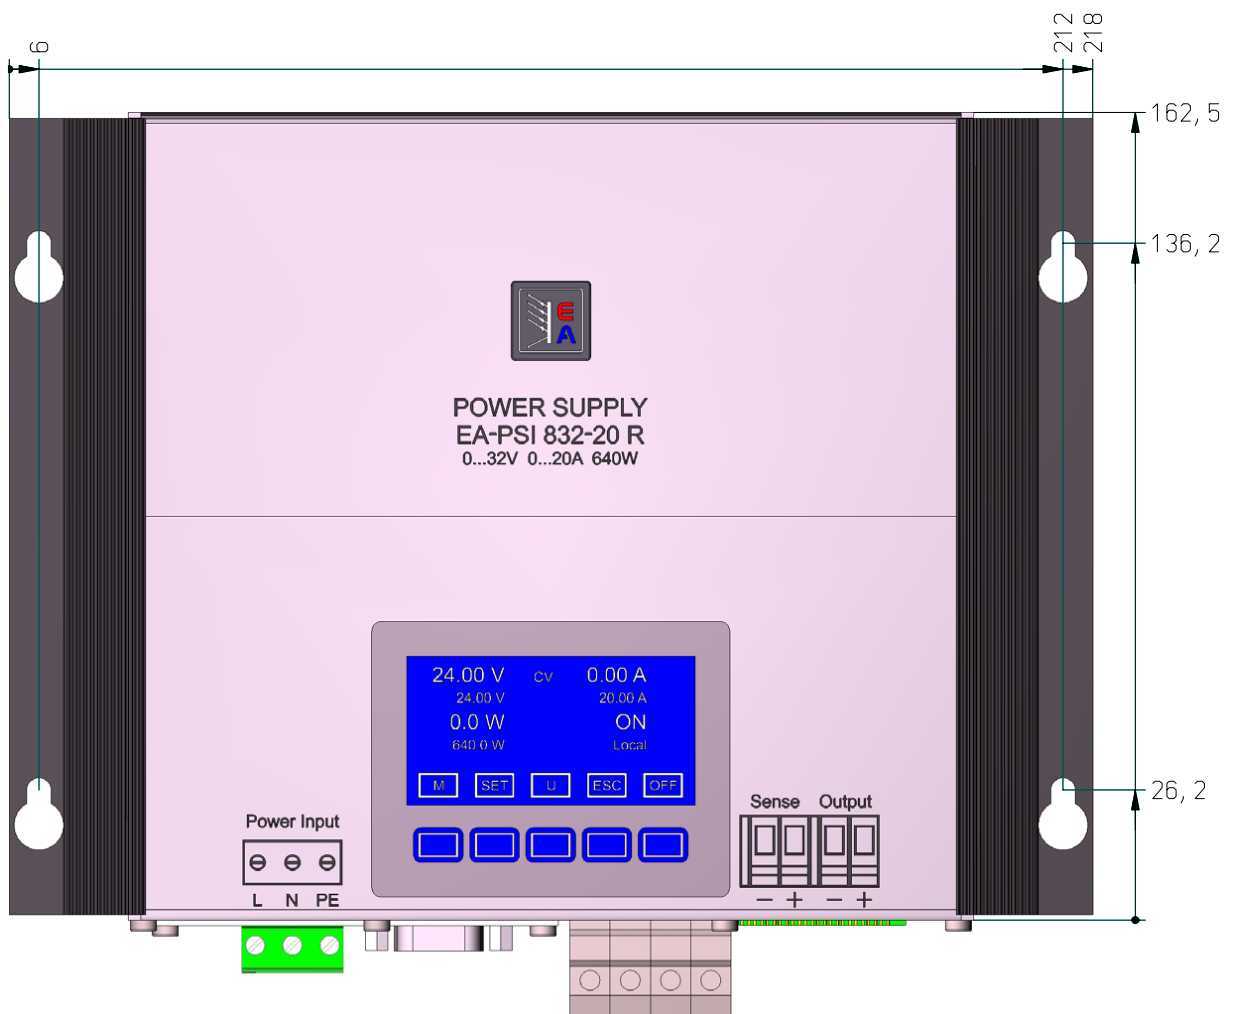 6
212
218
162,5
136,2
E
A
POWER SUPPLY
EA-PSI 832-20 R
0...32V 0...20A 640W
24.00 V CV 0.00 A
24.00 V 20.00 A
0.0 W ON
640.0 W Local
M SET U ESC OFF
26,2
Sense Output
Power Input
L N PE
− + − +